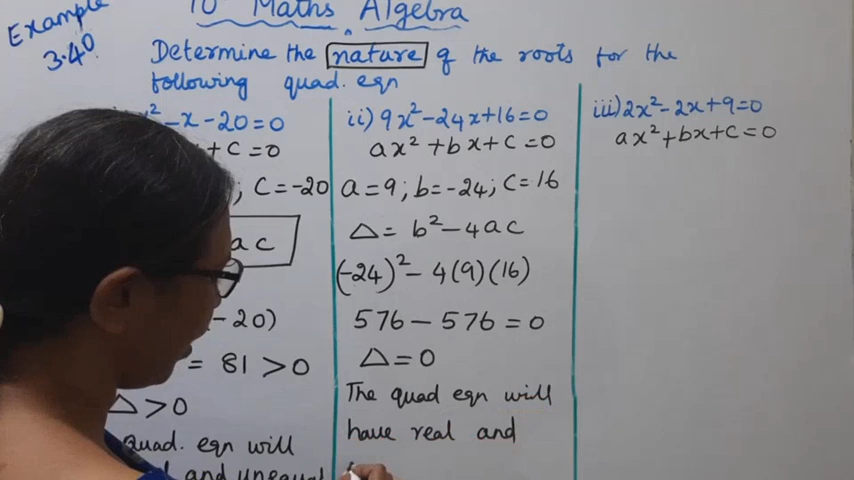 Example
3.40
10 Maths Algebra
Determine the nature of the roots for the
following quad. eqn
x² - x - 20 = 0
+ c = 0
; C = -20
ac
(-20)
= 81 > 0
Δ > 0
quad. eqn will
and unequal
ii) 9x² - 24x + 16 = 0
ax² + bx + c = 0
a = 9 ; b = -24 ; C = 16
Δ = b² - 4ac
(-24)² - 4(9)(16)
576 - 576 = 0
Δ = 0
The quad eqn will
have real and
iii) 2x² - 2x + 9 = 0
ax² + bx + c = 0